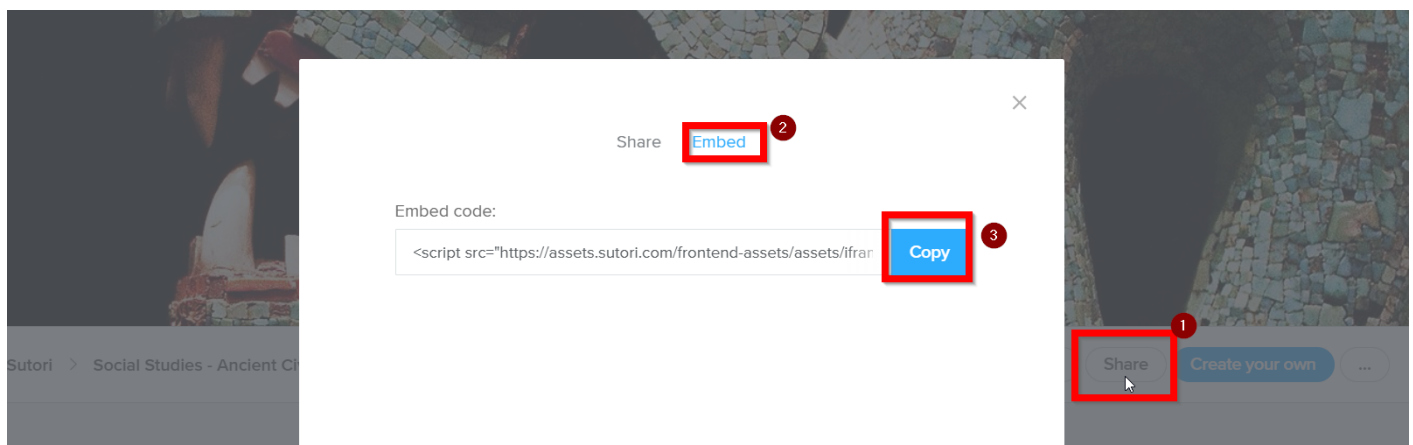 Share Embed 2
Embed code:
<script src="https://assets.sutori.com/frontend-assets/assets/ifran Copy 3
1
Sutori > Social Studies - Ancient Ci Share Create your own ...